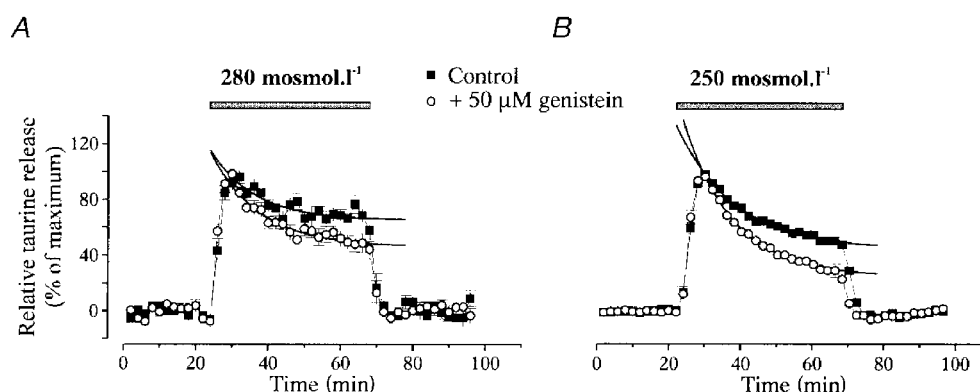 A
B
280 mosmol.l⁻¹
■ Control
○ + 50 µM genistein
250 mosmol.l⁻¹
Relative taurine release
(% of maximum)
120
80
40
0
0 20 40 60 80 100
Time (min)
0 20 40 60 80 100
Time (min)